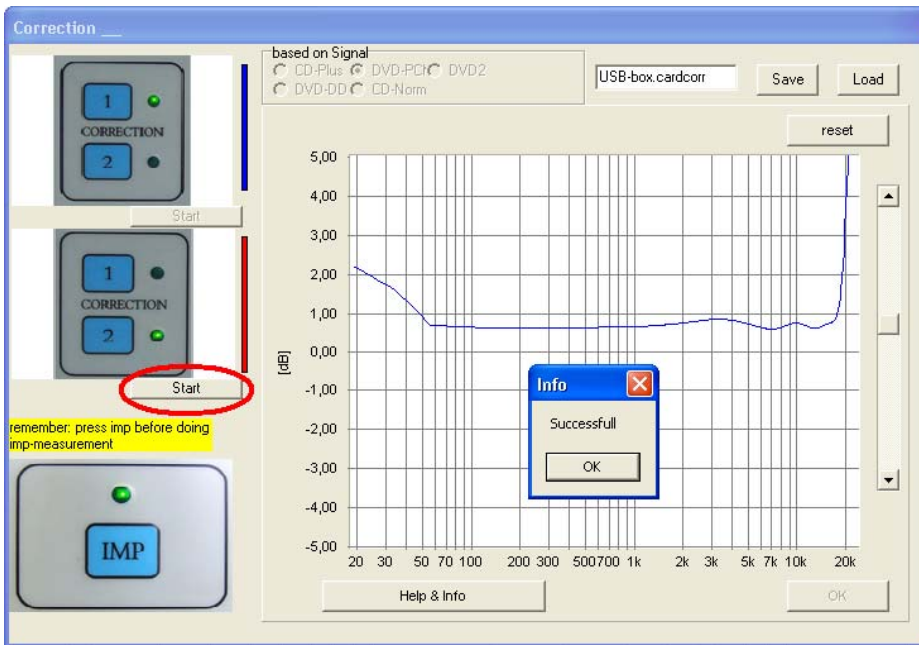 Correction __
based on Signal
CD-Plus DVD-PCM DVD2
DVD-DD CD-Norm
USB-box.cardcorr
Save
Load
reset
1
CORRECTION
2
Start
1
CORRECTION
2
Start
remember: press imp before doing
imp-measurement
IMP
5,00
4,00
3,00
2,00
1,00
0,00
-1,00
-2,00
-3,00
-4,00
-5,00
[dB]
20 30 50 70 100 200 300 500 700 1k 2k 3k 5k 7k 10k 20k
Info
Successfull
OK
Help & Info
OK